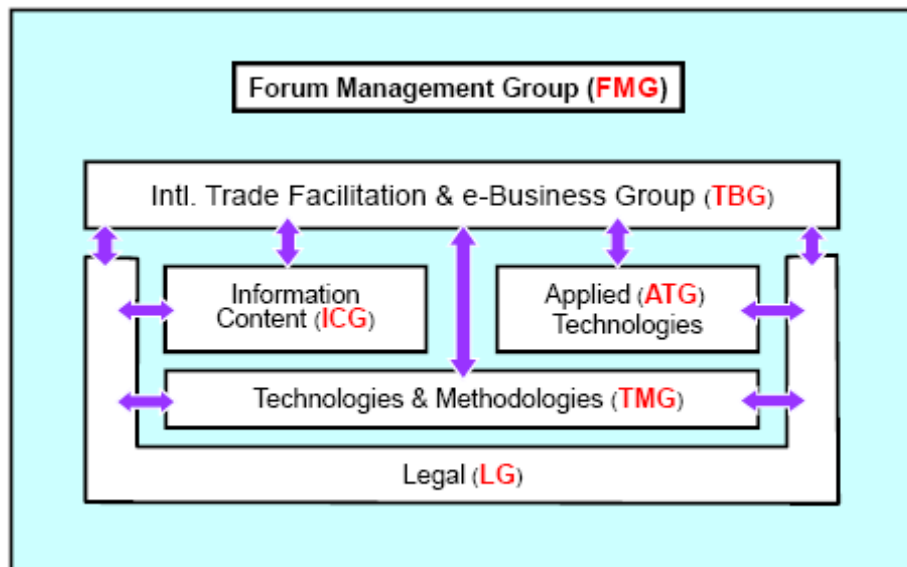 Forum Management Group (FMG)
Intl. Trade Facilitation & e-Business Group (TBG)
Information
Content (ICG)
Applied (ATG)
Technologies
Technologies & Methodologies (TMG)
Legal (LG)